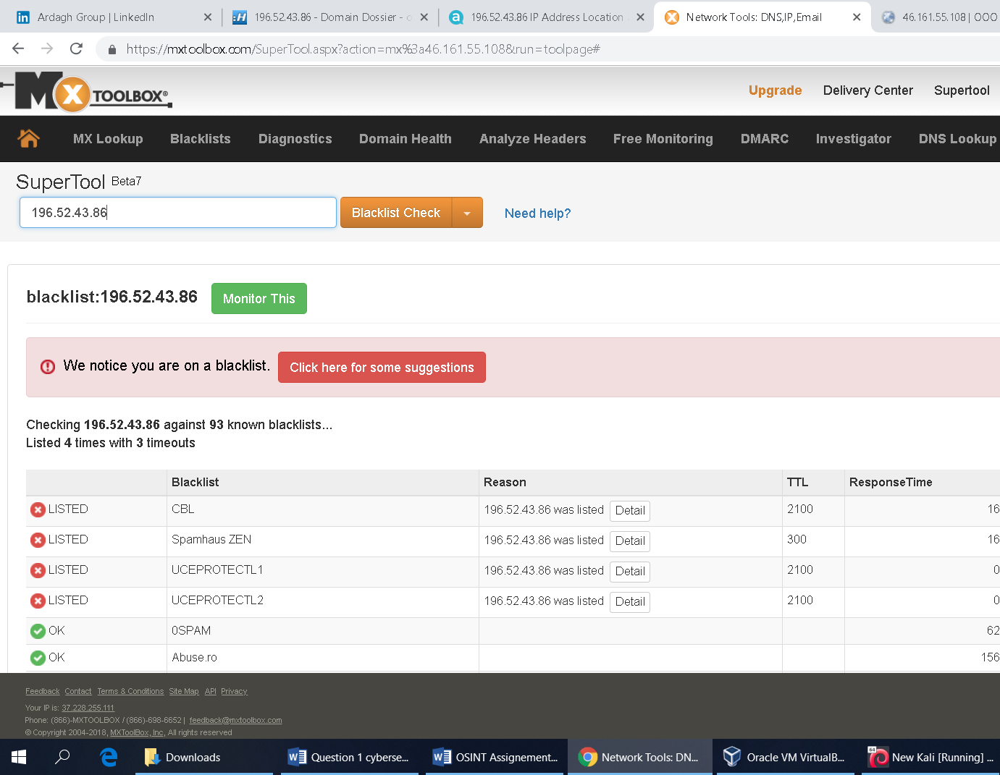 Ardagh Group | LinkedIn
196.52.43.86 - Domain Dossier -
196.52.43.86 IP Address Location
Network Tools: DNS,IP,Email
46.161.55.108 | OOO
https://mxtoolbox.com/SuperTool.aspx?action=mx%3a46.161.55.108&run=toolpage#
MX TOOLBOX®
Upgrade Delivery Center Supertool
MX Lookup Blacklists Diagnostics Domain Health Analyze Headers Free Monitoring DMARC Investigator DNS Lookup
SuperTool Beta7
196.52.43.86 Blacklist Check Need help?
blacklist:196.52.43.86 Monitor This
We notice you are on a blacklist. Click here for some suggestions
Checking 196.52.43.86 against 93 known blacklists...
Listed 4 times with 3 timeouts
Blacklist Reason TTL ResponseTime
LISTED CBL 196.52.43.86 was listed Detail 2100 16
LISTED Spamhaus ZEN 196.52.43.86 was listed Detail 300 16
LISTED UCEPROTECTL1 196.52.43.86 was listed Detail 2100 0
LISTED UCEPROTECTL2 196.52.43.86 was listed Detail 2100 0
OK 0SPAM 62
OK Abuse.ro 156
Feedback Contact Terms & Conditions Site Map API Privacy
Your IP is: 37.228.255.111
Phone: (866)-MXTOOLBOX / (866)-698-6652 | feedback@mxtoolbox.com
© Copyright 2004-2018, MXToolBox, Inc, All rights reserved
Downloads
Question 1 cyberse...
OSINT Assignement...
Network Tools: DN...
Oracle VM VirtualB...
64
New Kali [Running] ...